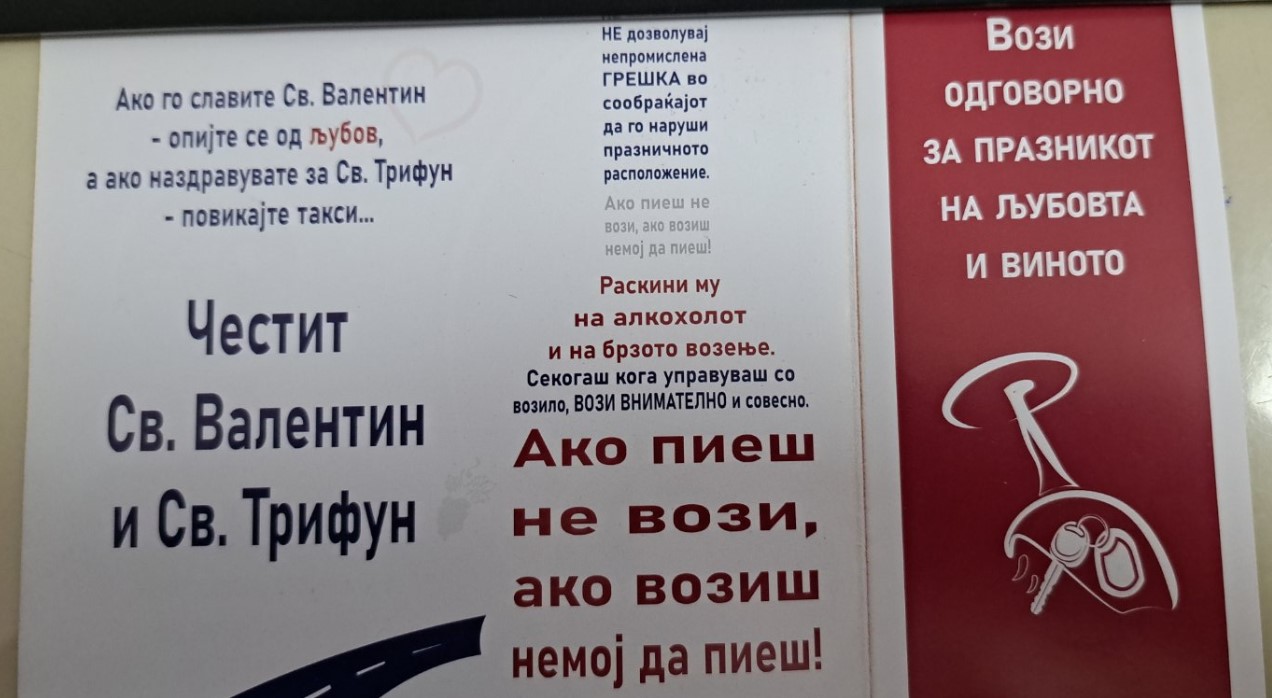 Ако го славите Св. Валентин
- опијте се од љубов,
а ако наздравувате за Св. Трифун
- повикајте такси...
Честит
Св. Валентин
и Св. Трифун
НЕ дозволувај
непромислена
ГРЕШКА во
сообраќајот
да го наруши
празничното
расположение.
Ако пиеш не
вози, ако возиш
немој да пиеш!
Раскини му
на алкохолот
и на брзото возење.
Секогаш кога управуваш со
возило, ВОЗИ ВНИМАТЕЛНО и совесно.
Ако пиеш
не вози,
ако возиш
немој да пиеш!
Вози
одговорно
за празникот
на љубовта
и виното